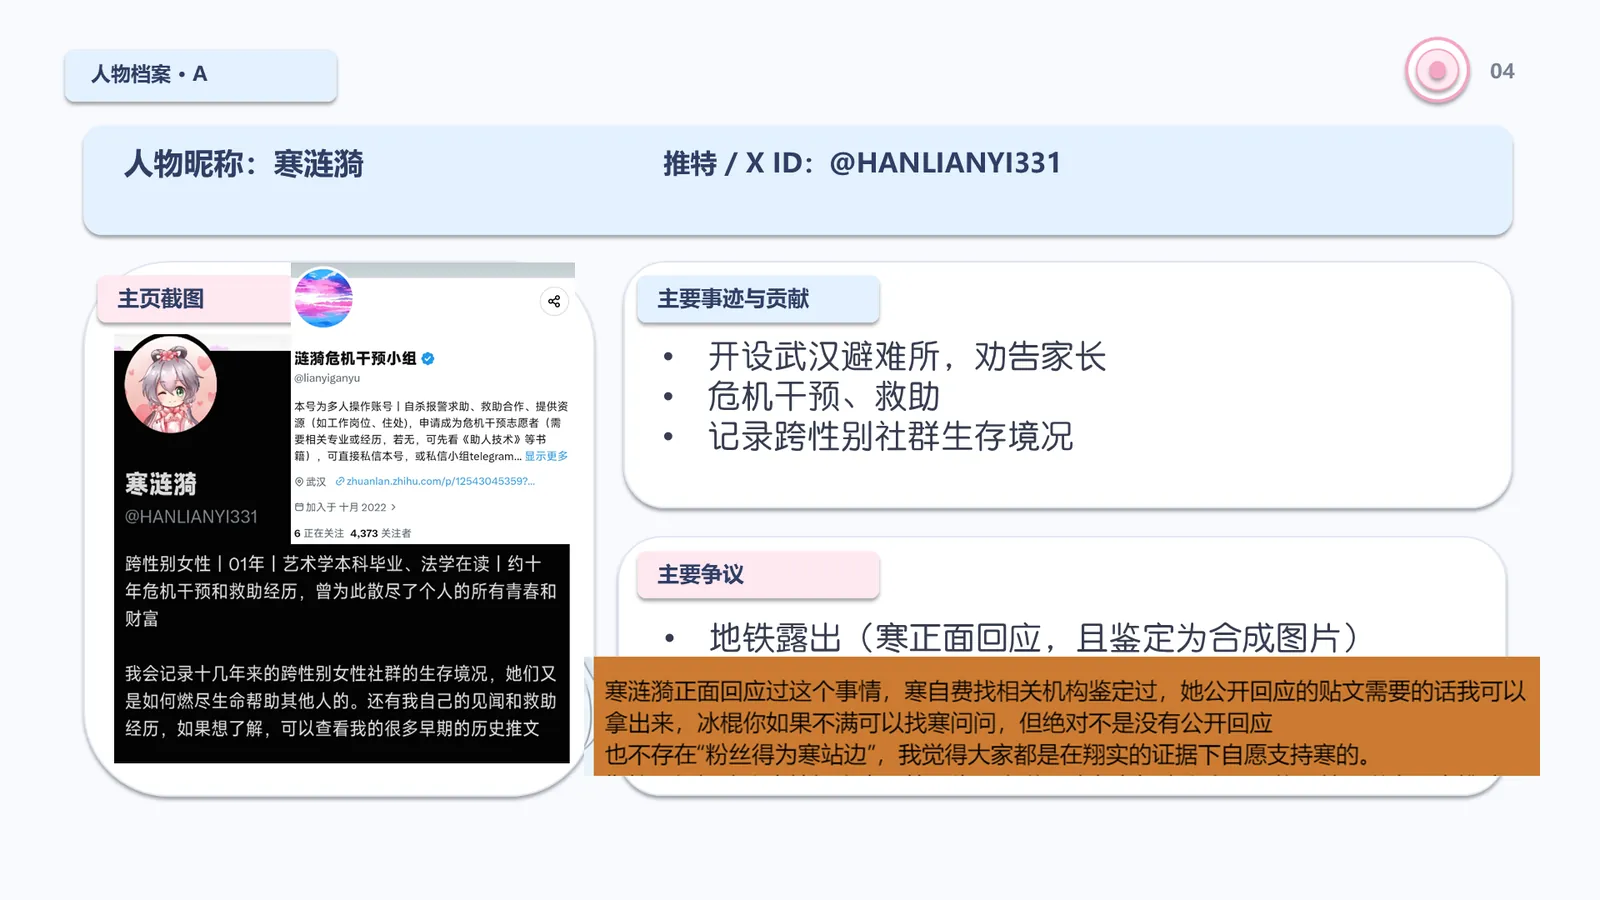 人物档案・A
04
人物昵称：寒涟漪
推特 / X ID：@HANLIANYI331
主页截图
涟漪危机干预小组
@lianyiganyu
本号为多人操作账号丨自杀报警求助、救助合作、提供资
源（如工作岗位、住处），申请成为危机干预志愿者（需
要相关专业或经历，若无，可先看《助人技术》等书
籍），可直接私信本号，或私信小组telegram... 显示更多
武汉 zhuanlan.zhihu.com/p/12543045359?...
加入于 十月 2022 >
6 正在关注 4,373 关注者
寒涟漪
@HANLIANYI331
跨性别女性丨01年丨艺术学本科毕业、法学在读丨约十
年危机干预和救助经历，曾为此散尽了个人的所有青春和
财富
我会记录十几年来的跨性别女性社群的生存境况，她们又
是如何燃尽生命帮助其他人的。还有我自己的见闻和救助
经历，如果想了解，可以查看我的很多早期的历史推文
主要事迹与贡献
• 开设武汉避难所，劝告家长
• 危机干预、救助
• 记录跨性别社群生存境况
主要争议
• 地铁露出（寒正面回应，且鉴定为合成图片）
寒涟漪正面回应过这个事情，寒自费找相关机构鉴定过，她公开回应的贴文需要的话我可以
拿出来，冰棍你如果不满可以找寒问问，但绝对不是没有公开回应
也不存在“粉丝得为寒站边”，我觉得大家都是在翔实的证据下自愿支持寒的。